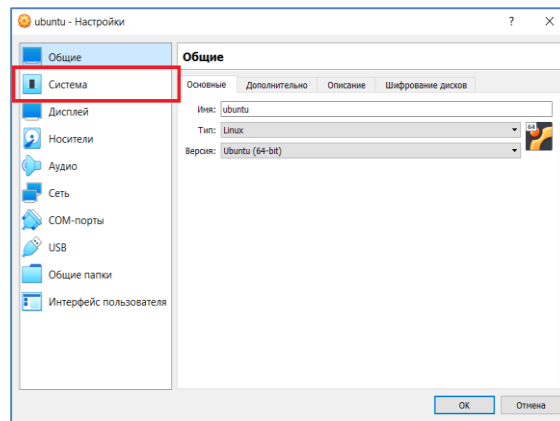 ubuntu - Настройки
Общие
Система
Дисплей
Носители
Аудио
Сеть
COM-порты
USB
Общие папки
Интерфейс пользователя
Общие
Основные Дополнительно Описание Шифрование дисков
Имя: ubuntu
Тип: Linux
Версия: Ubuntu (64-bit)
64
OK Отмена